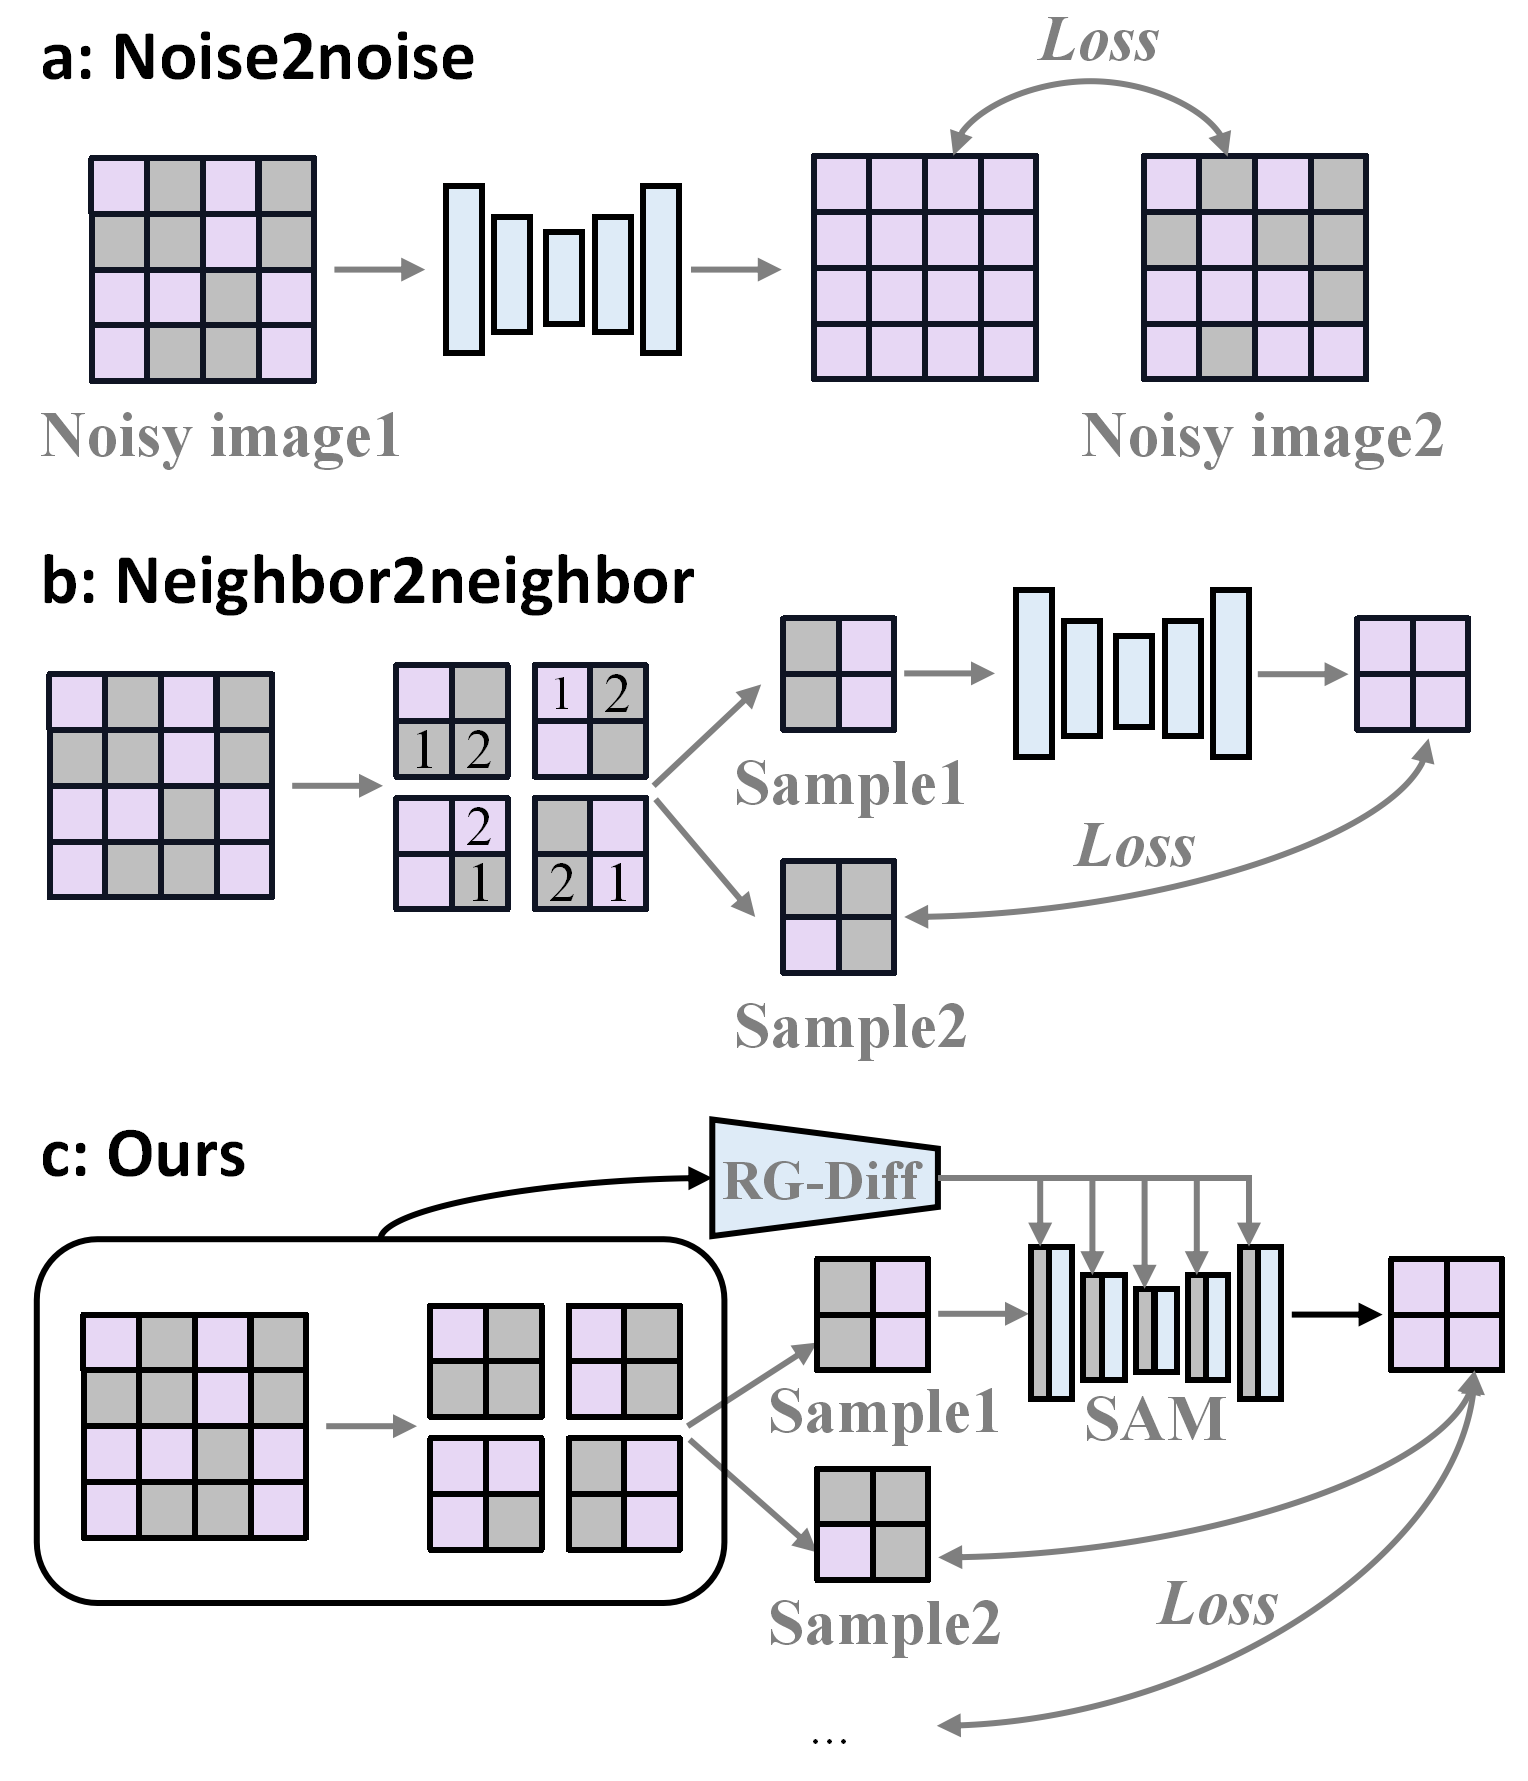 a: Noise2noise
Loss
Noisy image1
Noisy image2
b: Neighbor2neighbor
1 2
1 2
2
1
2 1
Sample1
Loss
Sample2
c: Ours
RG-Diff
Sample1
SAM
Sample2
Loss
...